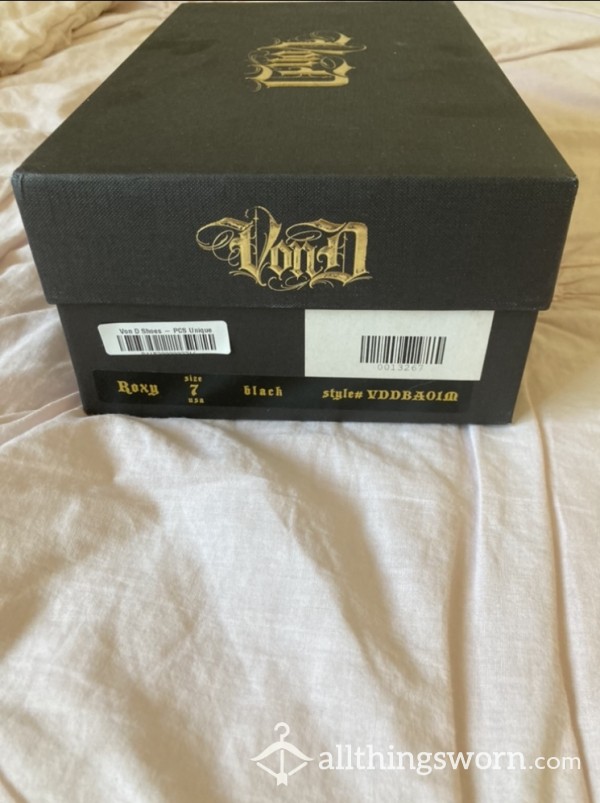 VonD
VonD
Von D Shoes – PCS Unique
0013267
Roxy
size
7
usa
black
style# VDDBA01M
allthingsworn.com